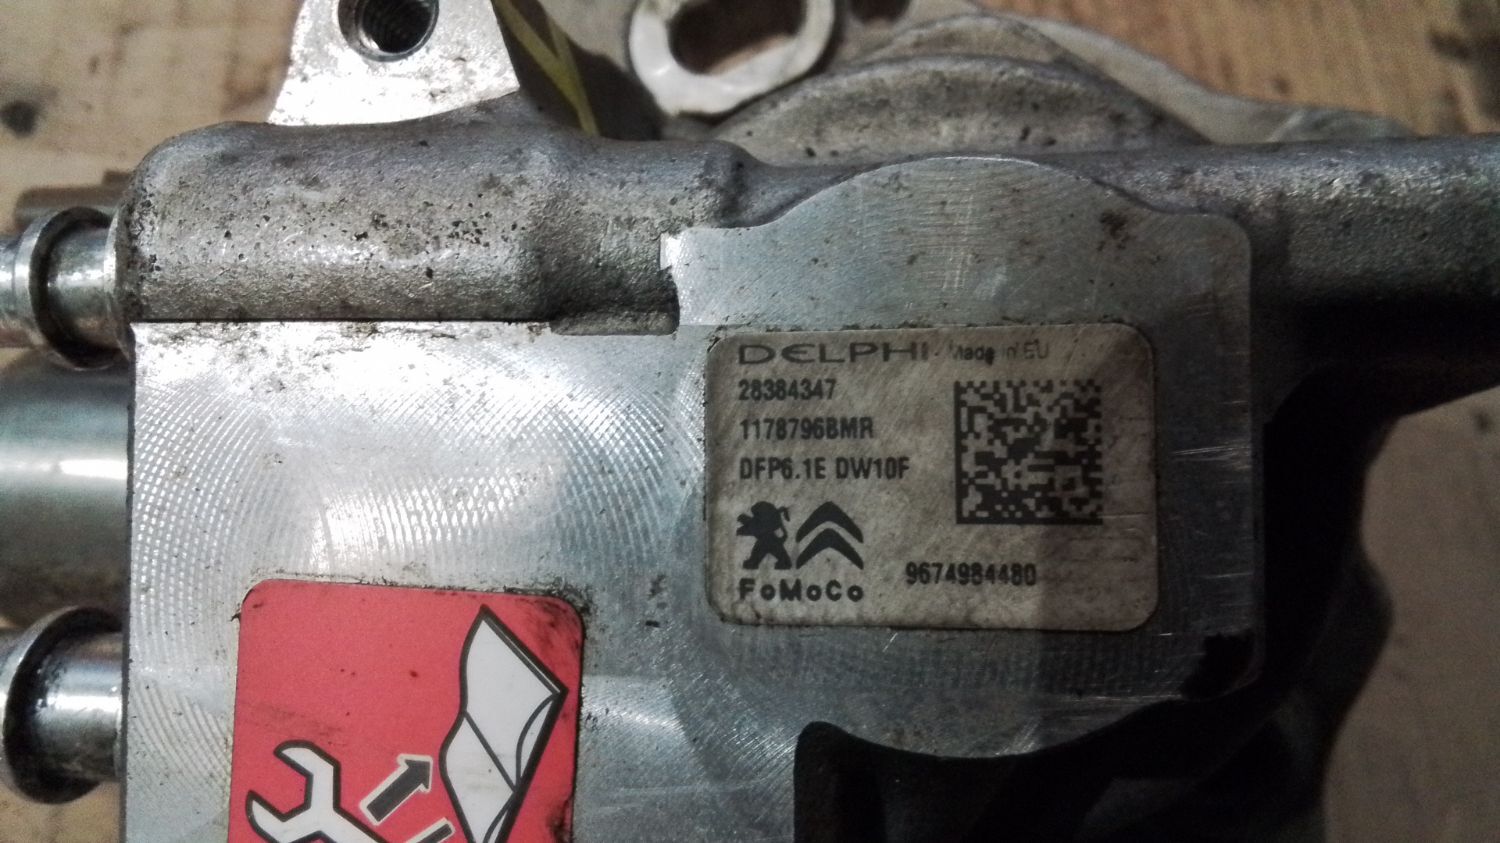 DELPHI Made in EU
28384347
1178796BMR
DFP6.1E DW10F
FoMoCo
9674984480